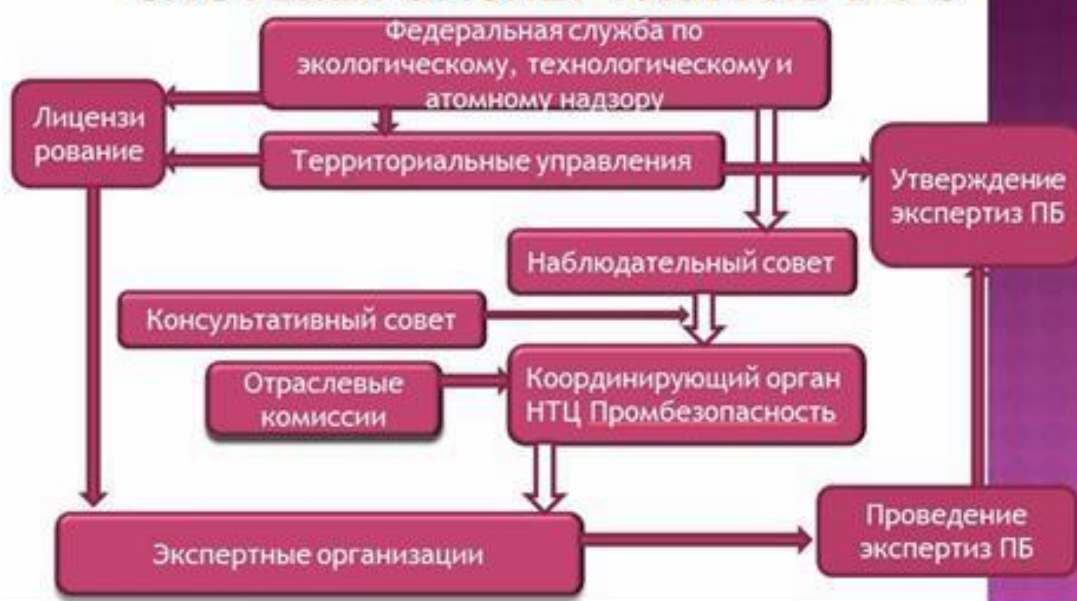 Федеральная служба по
экологическому, технологическому и
атомному надзору
Лицензи
рование
Территориальные управления
Утверждение
экспертиз ПБ
Наблюдательный совет
Консультативный совет
Отраслевые
комиссии
Координирующий орган
НТЦ Промбезопасность
Экспертные организации
Проведение
экспертиз ПБ